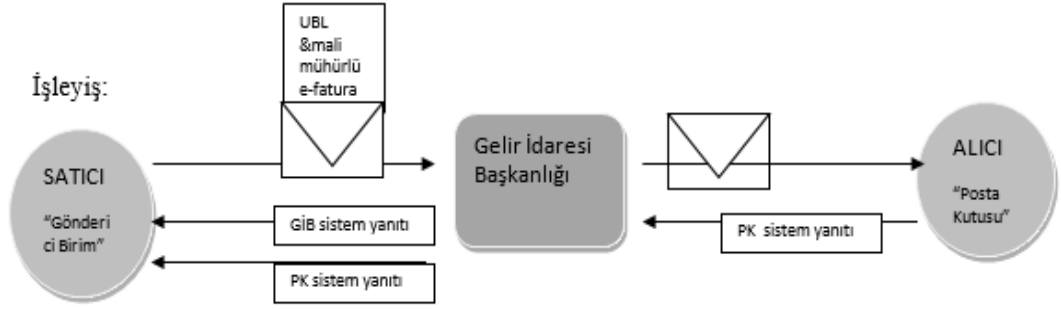 UBL
&mali
mühürlü
e-fatura
İşleyiş:
SATICI
“Gönderi
ci Birim”
Gelir İdaresi
Başkanlığı
ALICI
“Posta
Kutusu”
GİB sistem yanıtı
PK sistem yanıtı
PK sistem yanıtı